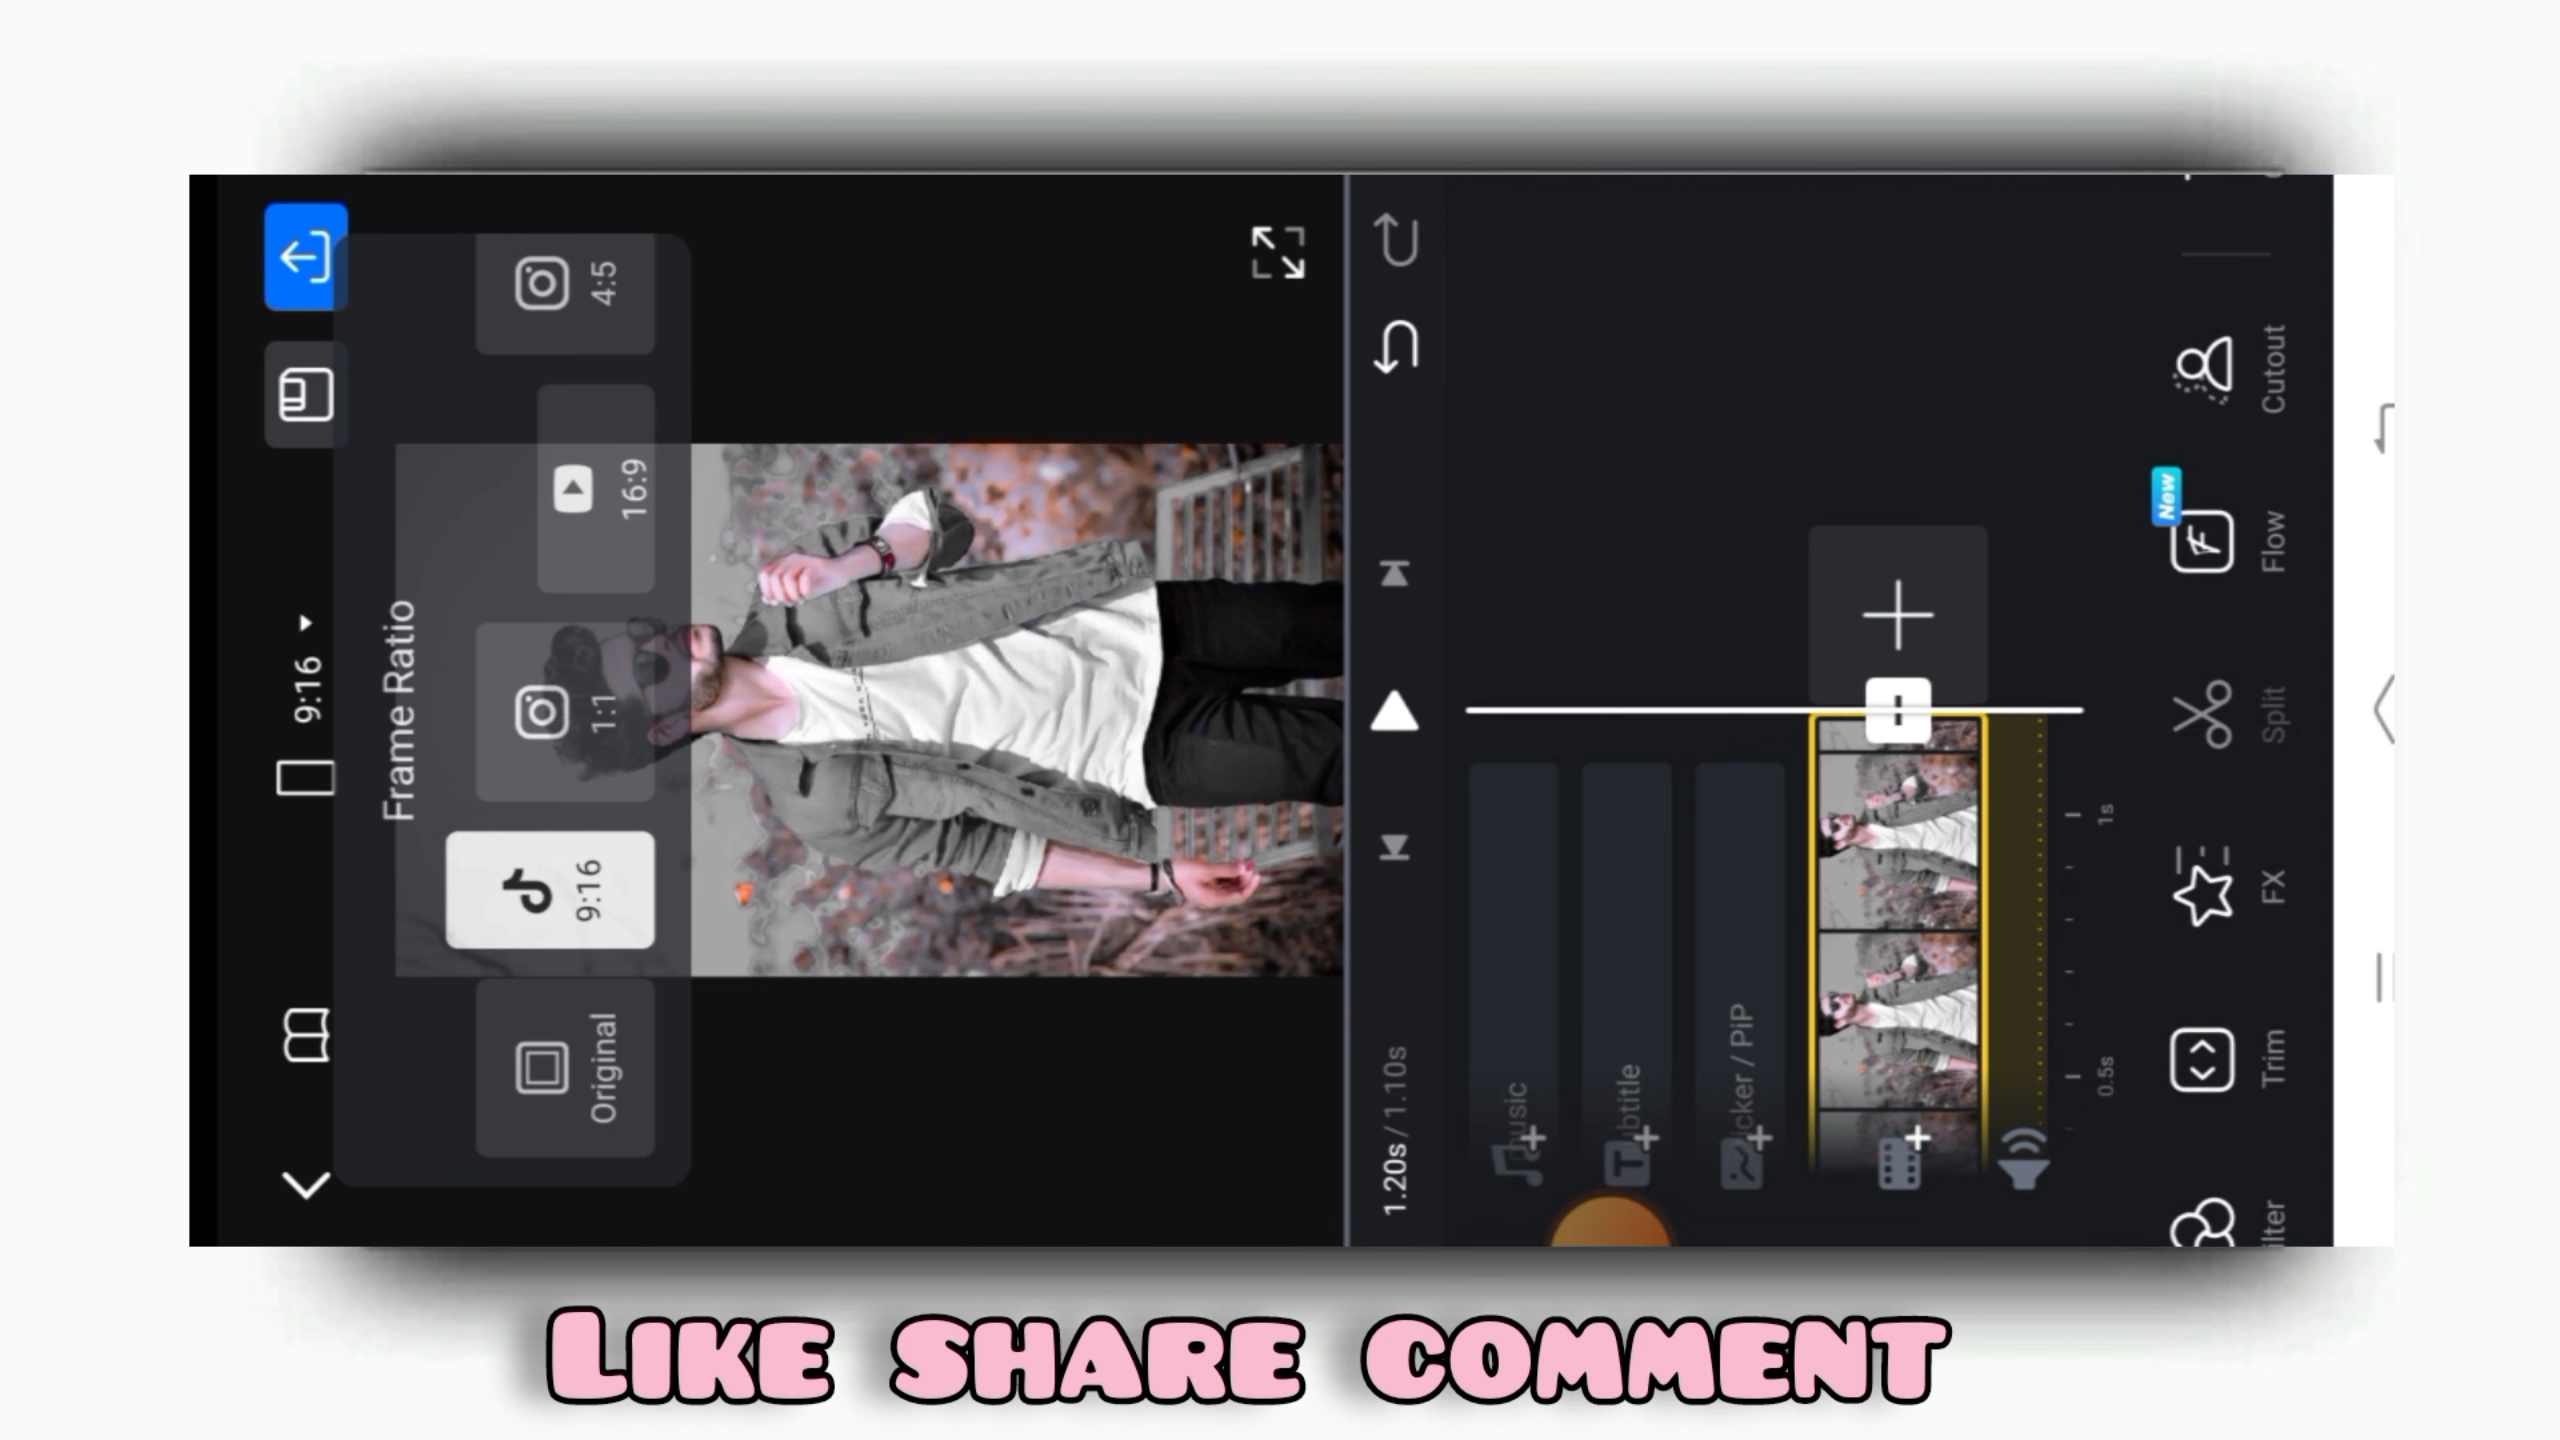 9:16
Frame Ratio
Original
9:16
1:1
16:9
4:5
1.20s / 1.10s
0.5s
1s
Trim
FX
Split
New
Flow
Cutout
LIKE SHARE COMMENT